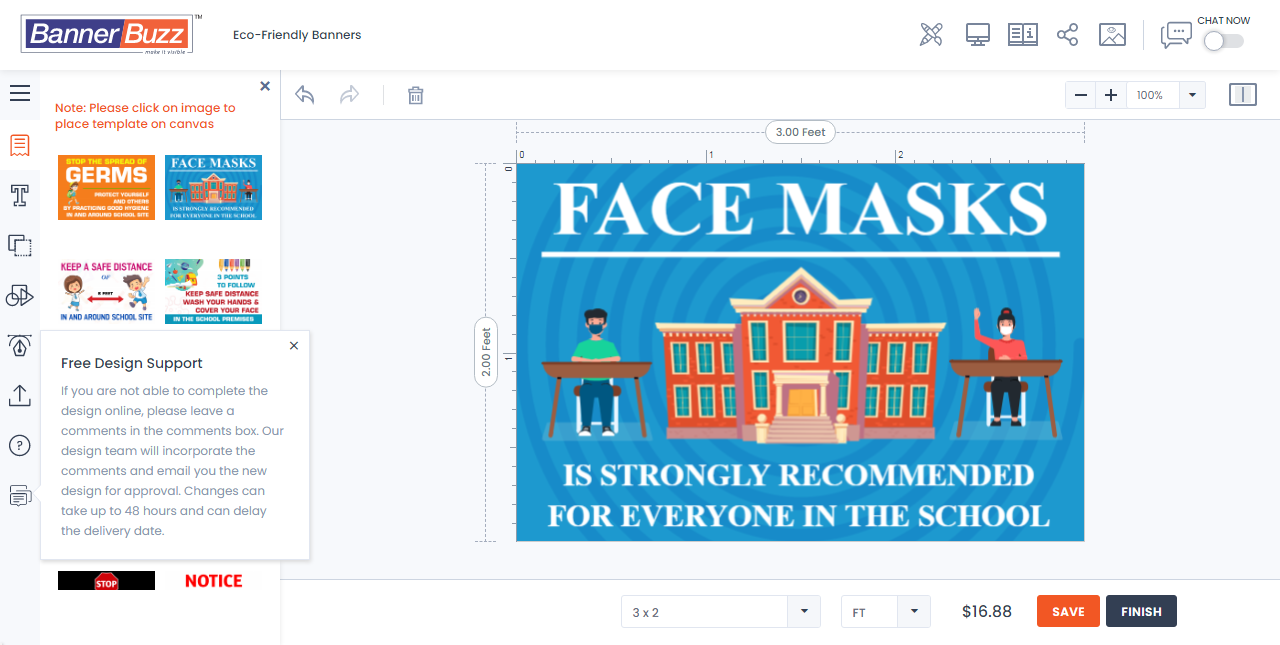 BannerBuzz™
make it visible
Eco-Friendly Banners
CHAT NOW
Note: Please click on image to
place template on canvas
100%
3.00 Feet
0
1
2
0
1
2.00 Feet
STOP THE SPREAD OF
GERMS
PROTECT YOURSELF
AND OTHERS
BY PRACTICING GOOD HYGIENE
IN AND AROUND SCHOOL SITE
FACE MASKS
IS STRONGLY RECOMMENDED
FOR EVERYONE IN THE SCHOOL
KEEP A SAFE DISTANCE
OF
6 FEET
IN AND AROUND SCHOOL SITE
3 POINTS
TO FOLLOW
KEEP SAFE DISTANCE
WASH YOUR HANDS &
COVER YOUR FACE
IN THE SCHOOL PREMISES
Free Design Support
If you are not able to complete the
design online, please leave a
comments in the comments box. Our
design team will incorporate the
comments and email you the new
design for approval. Changes can
take up to 48 hours and can delay
the delivery date.
STOP
NOTICE
FACE MASKS
IS STRONGLY RECOMMENDED
FOR EVERYONE IN THE SCHOOL
3 x 2
FT
$16.88
SAVE
FINISH